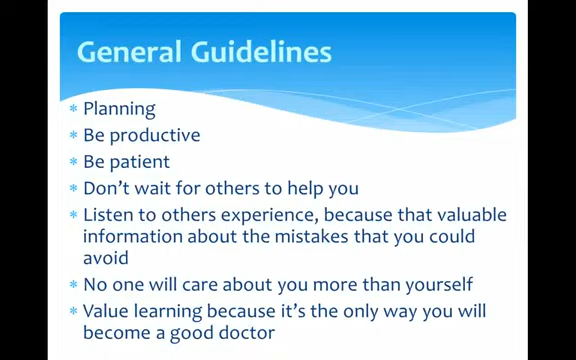 General Guidelines
* Planning
* Be productive
* Be patient
* Don't wait for others to help you
* Listen to others experience, because that valuable
information about the mistakes that you could
avoid
* No one will care about you more than yourself
* Value learning because it's the only way you will
become a good doctor